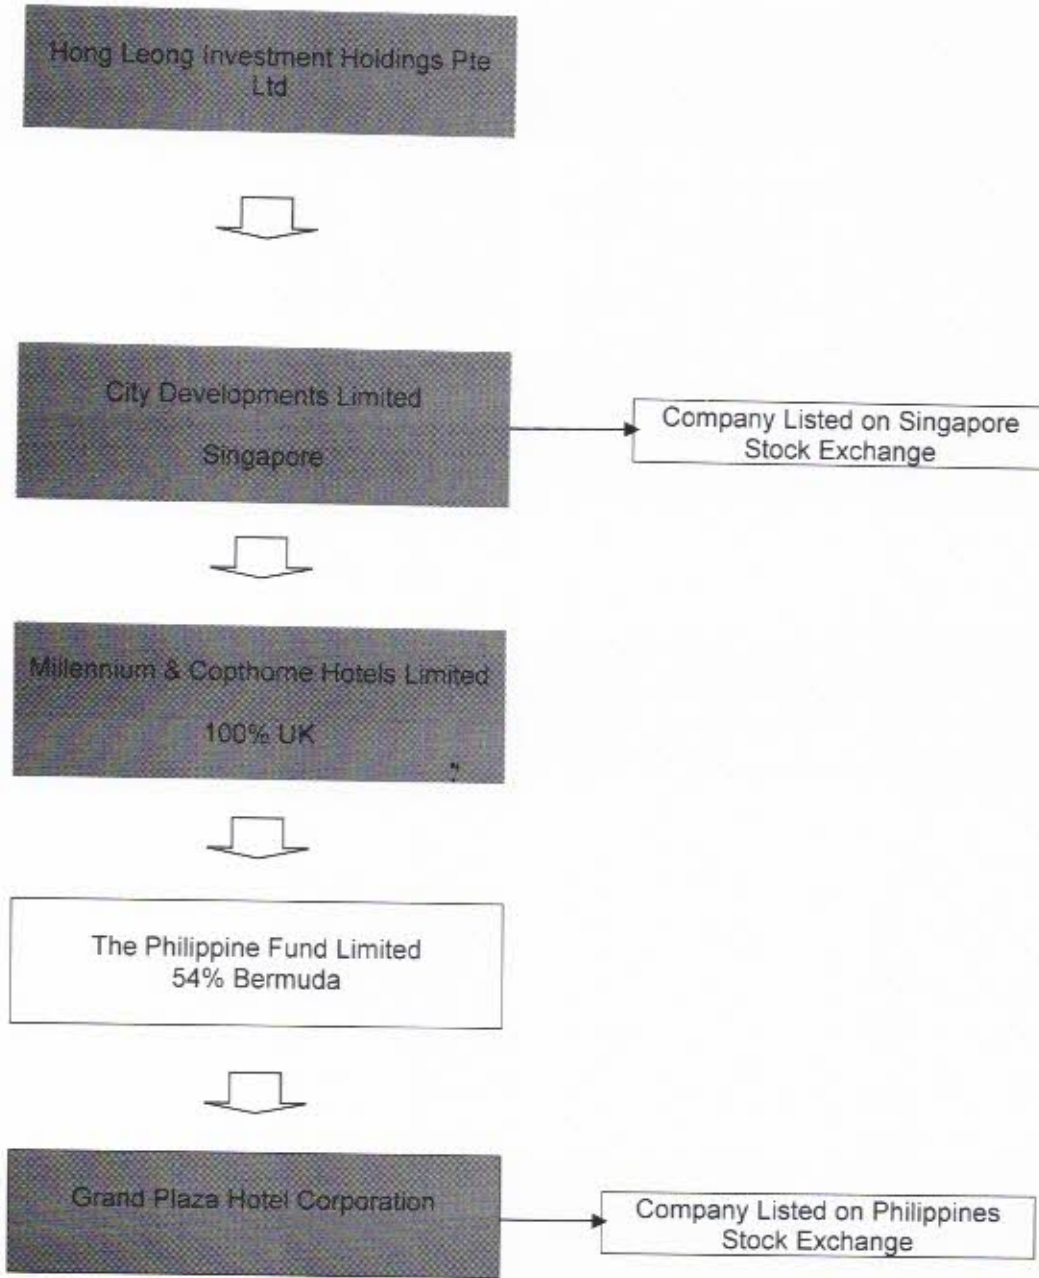 Hong Leong Investment Holdings Pte
Ltd
City Developments Limited
Singapore
Company Listed on Singapore
Stock Exchange
Millennium & Copthorne Hotels Limited
100% UK
The Philippine Fund Limited
54% Bermuda
Grand Plaza Hotel Corporation
Company Listed on Philippines
Stock Exchange